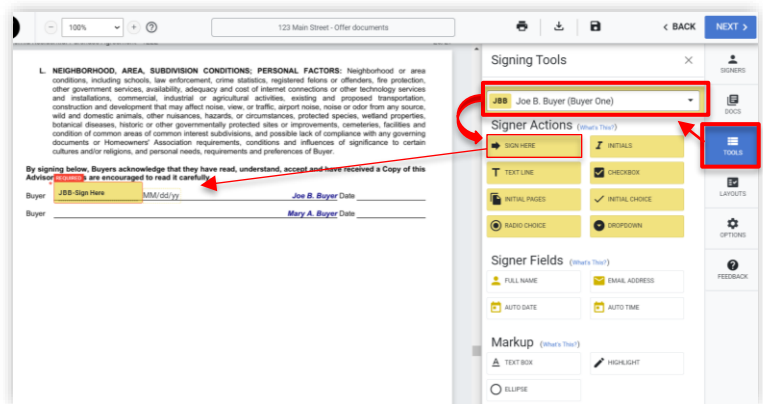 100%
123 Main Street - Offer documents
< BACK
NEXT >
L. NEIGHBORHOOD, AREA, SUBDIVISION CONDITIONS; PERSONAL FACTORS: Neighborhood or area
conditions, including schools, law enforcement, crime statistics, registered felons or offenders, fire protection,
other government services, availability, adequacy and cost of internet connections or other technology services
and installations, commercial, industrial or agricultural activities, existing and proposed transportation,
construction and development that may affect noise, view, or traffic, airport noise, noise or odor from any source,
wild and domestic animals, other nuisances, hazards, or circumstances, protected species, wetland properties,
botanical diseases, historic or other governmentally protected sites or improvements, cemeteries, facilities and
condition of common areas of common interest subdivisions, and possible lack of compliance with any governing
documents or Homeowners' Association requirements, conditions and influences of significance to certain
cultures and/or religions, and personal needs, requirements and preferences of Buyer.
By signing below, Buyers acknowledge that they have read, understand, accept and have received a Copy of this
Advisor REQUIRED s are encouraged to read it carefully.
Buyer JBB-Sign Here MM/dd/yy Joe B. Buyer Date
Buyer Mary A. Buyer Date
Signing Tools
JBB Joe B. Buyer (Buyer One)
Signer Actions (What's This?)
SIGN HERE
INITIALS
TEXT LINE
CHECKBOX
INITIAL PAGES
INITIAL CHOICE
RADIO CHOICE
DROPDOWN
Signer Fields (What's This?)
FULL NAME
EMAIL ADDRESS
AUTO DATE
AUTO TIME
Markup (What's This?)
TEXT BOX
HIGHLIGHT
ELLIPSE
SIGNERS
DOCS
TOOLS
LAYOUTS
OPTIONS
FEEDBACK